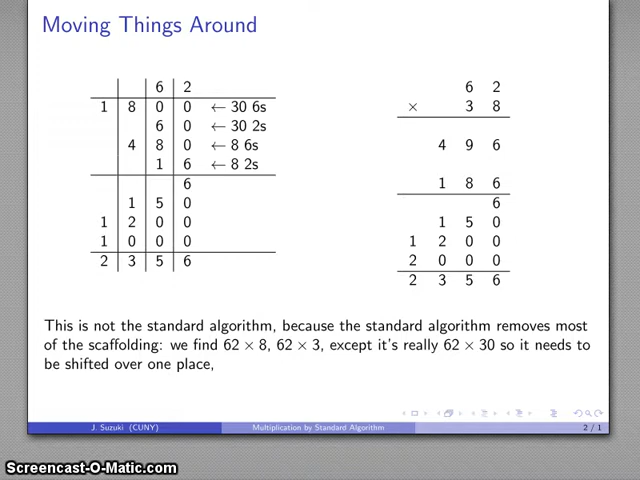 Moving Things Around
6 2
1 8 0 0 ← 30 6s
6 0 ← 30 2s
4 8 0 ← 8 6s
1 6 ← 8 2s
6
1 5 0
1 2 0 0
1 0 0 0
2 3 5 6
6 2
× 3 8
4 9 6
1 8 6
6
1 5 0
1 2 0 0
2 0 0 0
2 3 5 6
This is not the standard algorithm, because the standard algorithm removes most
of the scaffolding: we find 62 × 8, 62 × 3, except it's really 62 × 30 so it needs to
be shifted over one place,
J. Suzuki (CUNY) Multiplication by Standard Algorithm 2 / 1
Screencast-O-Matic.com